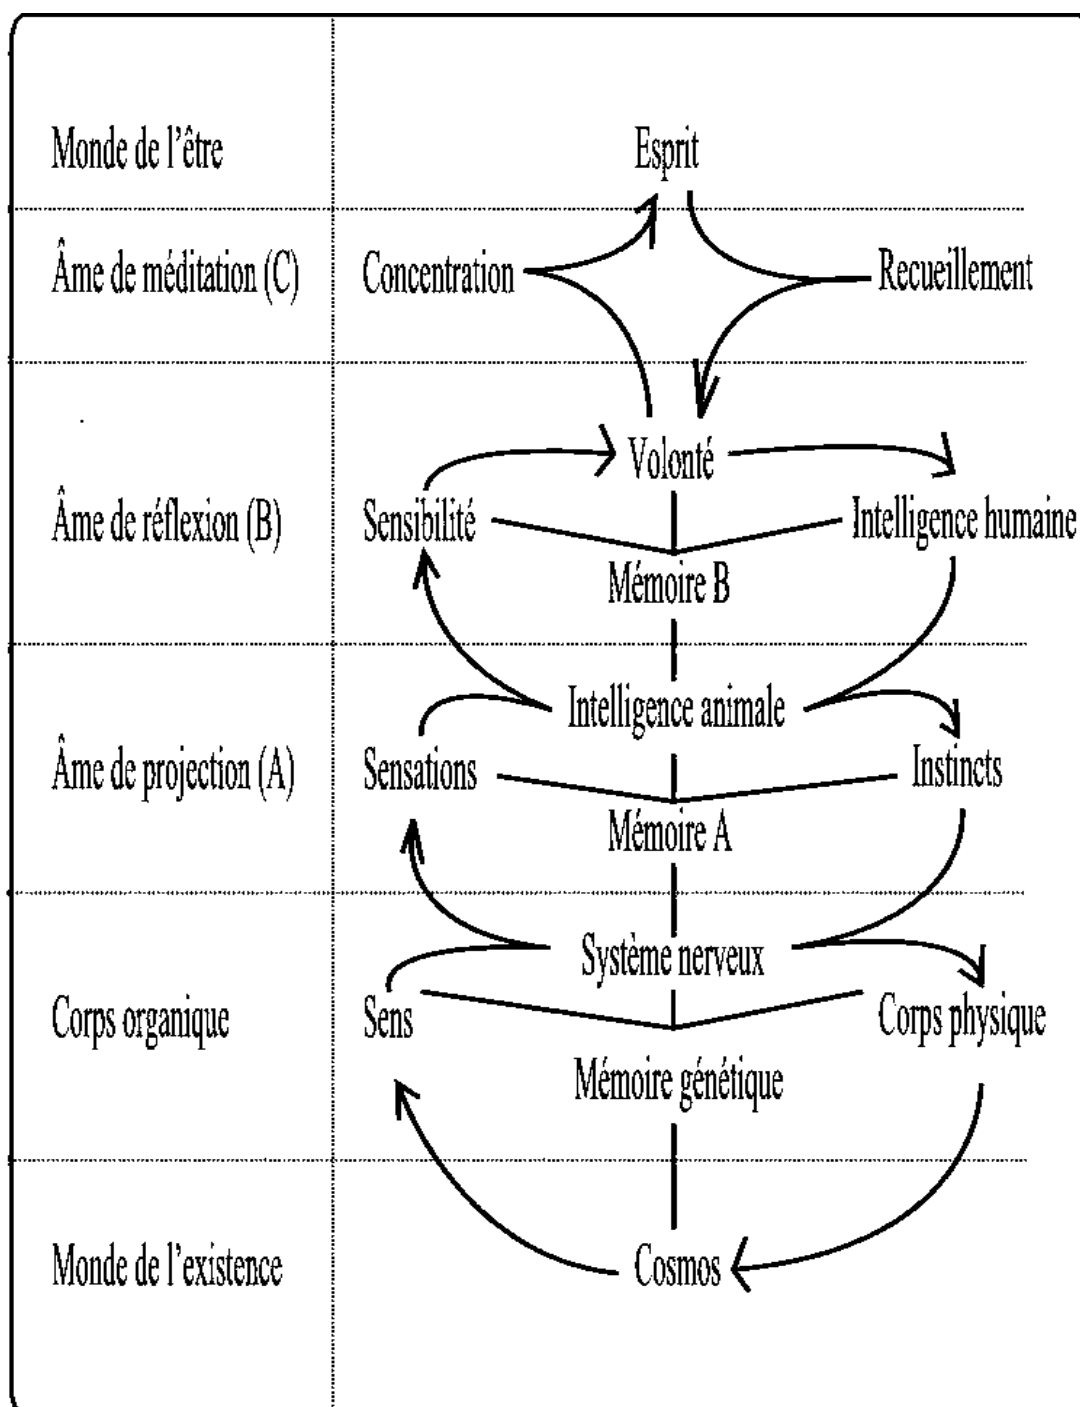 Monde de l'être
Esprit
Âme de méditation (C)
Concentration
Recueillement
Volonté
Âme de réflexion (B)
Sensibilité
Intelligence humaine
Mémoire B
Intelligence animale
Âme de projection (A)
Sensations
Instincts
Mémoire A
Système nerveux
Corps organique
Sens
Corps physique
Mémoire génétique
Monde de l'existence
Cosmos